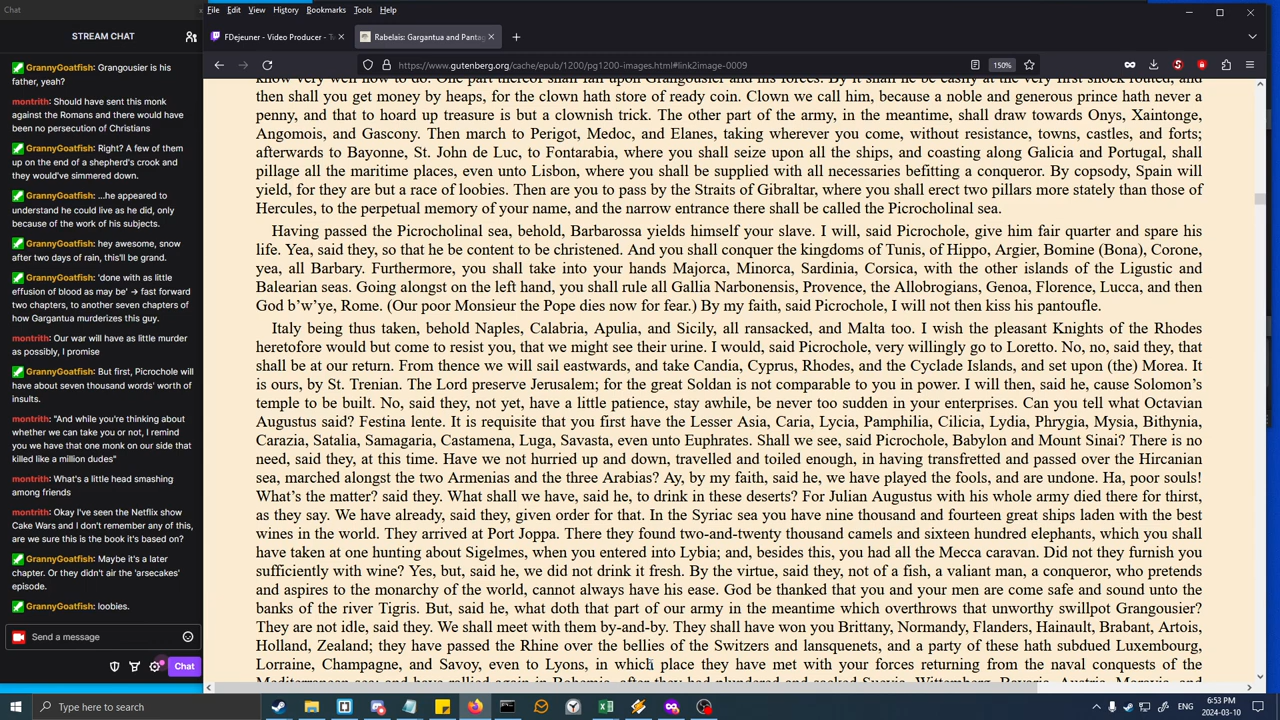 Chat
STREAM CHAT
GrannyGoatfish: Grangousier is his
father, yeah?
montrith: Should have sent this monk
against the Romans and there would
have been no persecution of Christians
GrannyGoatfish: Right? A few of them
up on the end of a shepherd's crook and
they would've simmered down.
GrannyGoatfish: ...he appeared to
understand he could live as he did, only
because of the work of his subjects.
GrannyGoatfish: hey awesome, snow
after two days of rain, this'll be grand.
GrannyGoatfish: 'done with as little
effusion of blood as may be' → fast forward
two chapters, to another seven chapters of
how Gargantua murderizes this guy.
montrith: Our war will have as little murder
as possibly, I promise
GrannyGoatfish: But first, Picrochole will
have about seven thousand words' worth of
insults.
montrith: "And while you're thinking about
whether we can take you or not, I remind
you we have that one monk on our side that
killed like a million dudes"
montrith: What's a little head smashing
among friends
montrith: Okay I've seen the Netflix show
Cake Wars and I don't remember any of this,
are we sure this is the book it's based on?
GrannyGoatfish: Maybe it's a later
chapter. Or they didn't air the 'arsecakes'
episode.
GrannyGoatfish: loobies.
Send a message
Chat
File Edit View History Bookmarks Tools Help
FDejeuner - Video Producer - Tw
Rabelais: Gargantua and Pantag
https://www.gutenberg.org/cache/epub/1200/pg1200-images.html#link2image-0009
150%
know very well how to do. One part thereof shall fall upon Grangousier and his forces. By it shall he be easily at the very first shock routed, and
then shall you get money by heaps, for the clown hath store of ready coin. Clown we call him, because a noble and generous prince hath never a
penny, and that to hoard up treasure is but a clownish trick. The other part of the army, in the meantime, shall draw towards Onys, Xaintonge,
Angomois, and Gascony. Then march to Perigot, Medoc, and Elanes, taking wherever you come, without resistance, towns, castles, and forts;
afterwards to Bayonne, St. John de Luc, to Fontarabia, where you shall seize upon all the ships, and coasting along Galicia and Portugal, shall
pillage all the maritime places, even unto Lisbon, where you shall be supplied with all necessaries befitting a conqueror. By copsody, Spain will
yield, for they are but a race of loobies. Then are you to pass by the Straits of Gibraltar, where you shall erect two pillars more stately than those of
Hercules, to the perpetual memory of your name, and the narrow entrance there shall be called the Picrocholinal sea.
Having passed the Picrocholinal sea, behold, Barbarossa yields himself your slave. I will, said Picrochole, give him fair quarter and spare his
life. Yea, said they, so that he be content to be christened. And you shall conquer the kingdoms of Tunis, of Hippo, Argier, Bomine (Bona), Corone,
yea, all Barbary. Furthermore, you shall take into your hands Majorca, Minorca, Sardinia, Corsica, with the other islands of the Ligustic and
Balearian seas. Going alongst on the left hand, you shall rule all Gallia Narbonensis, Provence, the Allobrogians, Genoa, Florence, Lucca, and then
God b'w'ye, Rome. (Our poor Monsieur the Pope dies now for fear.) By my faith, said Picrochole, I will not then kiss his pantoufle.
Italy being thus taken, behold Naples, Calabria, Apulia, and Sicily, all ransacked, and Malta too. I wish the pleasant Knights of the Rhodes
heretofore would but come to resist you, that we might see their urine. I would, said Picrochole, very willingly go to Loretto. No, no, said they, that
shall be at our return. From thence we will sail eastwards, and take Candia, Cyprus, Rhodes, and the Cyclade Islands, and set upon (the) Morea. It
is ours, by St. Trenian. The Lord preserve Jerusalem; for the great Soldan is not comparable to you in power. I will then, said he, cause Solomon's
temple to be built. No, said they, not yet, have a little patience, stay awhile, be never too sudden in your enterprises. Can you tell what Octavian
Augustus said? Festina lente. It is requisite that you first have the Lesser Asia, Caria, Lycia, Pamphilia, Cilicia, Lydia, Phrygia, Mysia, Bithynia,
Carazia, Satalia, Samagaria, Castamena, Luga, Savasta, even unto Euphrates. Shall we see, said Picrochole, Babylon and Mount Sinai? There is no
need, said they, at this time. Have we not hurried up and down, travelled and toiled enough, in having transfretted and passed over the Hircanian
sea, marched alongst the two Armenias and the three Arabias? Ay, by my faith, said he, we have played the fools, and are undone. Ha, poor souls!
What's the matter? said they. What shall we have, said he, to drink in these deserts? For Julian Augustus with his whole army died there for thirst,
as they say. We have already, said they, given order for that. In the Syriac sea you have nine thousand and fourteen great ships laden with the best
wines in the world. They arrived at Port Joppa. There they found two-and-twenty thousand camels and sixteen hundred elephants, which you shall
have taken at one hunting about Sigelmes, when you entered into Lybia; and, besides this, you had all the Mecca caravan. Did not they furnish you
sufficiently with wine? Yes, but, said he, we did not drink it fresh. By the virtue, said they, not of a fish, a valiant man, a conqueror, who pretends
and aspires to the monarchy of the world, cannot always have his ease. God be thanked that you and your men are come safe and sound unto the
banks of the river Tigris. But, said he, what doth that part of our army in the meantime which overthrows that unworthy swillpot Grangousier?
They are not idle, said they. We shall meet with them by-and-by. They shall have won you Brittany, Normandy, Flanders, Hainault, Brabant, Artois,
Holland, Zealand; they have passed the Rhine over the bellies of the Switzers and lansquenets, and a party of these hath subdued Luxembourg,
Lorraine, Champagne, and Savoy, even to Lyons, in which place they have met with your forces returning from the naval conquests of the
Mediterranean sea; and have rallied again in Bohemia, after they had plundered and sacked Suevia, Wittemberg, Bavaria, Austria, Moravia, and
Type here to search
ENG
6:53 PM
2024-03-10